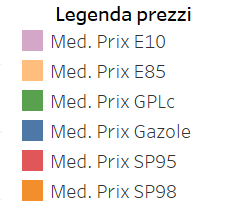 Legenda prezzi
Med. Prix E10
Med. Prix E85
Med. Prix GPLc
Med. Prix Gazole
Med. Prix SP95
Med. Prix SP98